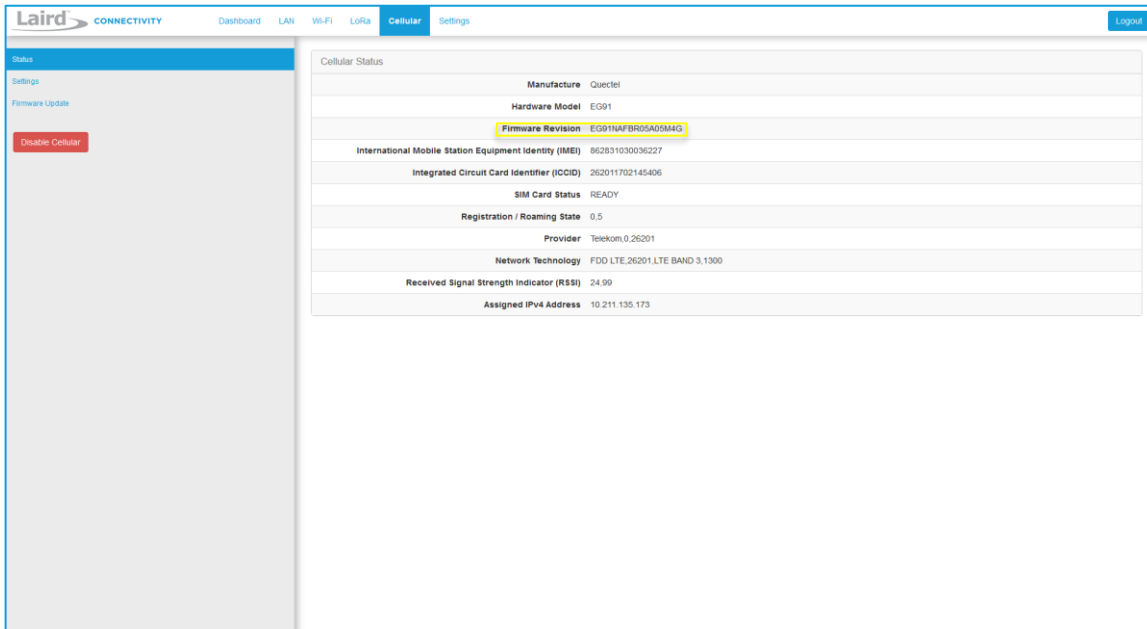 Laird CONNECTIVITY Dashboard LAN Wi-Fi LoRa Cellular Settings Logout
Status
Settings
Firmware Update
Disable Cellular
Cellular Status
Manufacture Quectel
Hardware Model EG91
Firmware Revision EG91NAFBR05A05M4G
International Mobile Station Equipment Identity (IMEI) 862831030036227
Integrated Circuit Card Identifier (ICCID) 262011702145406
SIM Card Status READY
Registration / Roaming State 0,5
Provider Telekom,0,26201
Network Technology FDD LTE,26201,LTE BAND 3,1300
Received Signal Strength Indicator (RSSI) 24,99
Assigned IPv4 Address 10.211.135.173